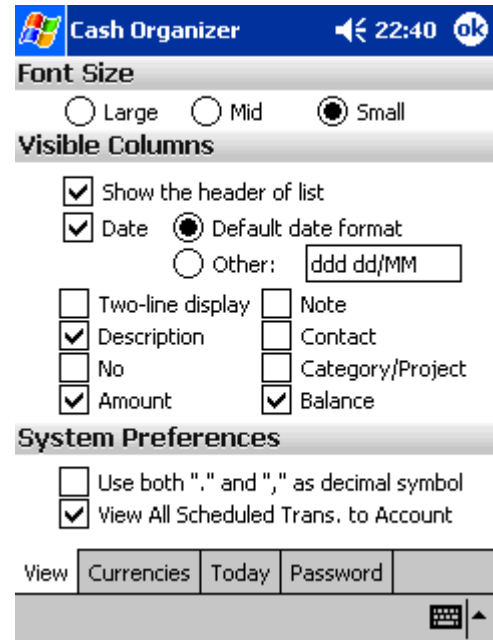 Cash Organizer 22:40 ok
Font Size
Large Mid Small
Visible Columns
Show the header of list
Date Default date format
Other: ddd dd/MM
Two-line display Note
Description Contact
No Category/Project
Amount Balance
System Preferences
Use both "." and "," as decimal symbol
View All Scheduled Trans. to Account
View Currencies Today Password